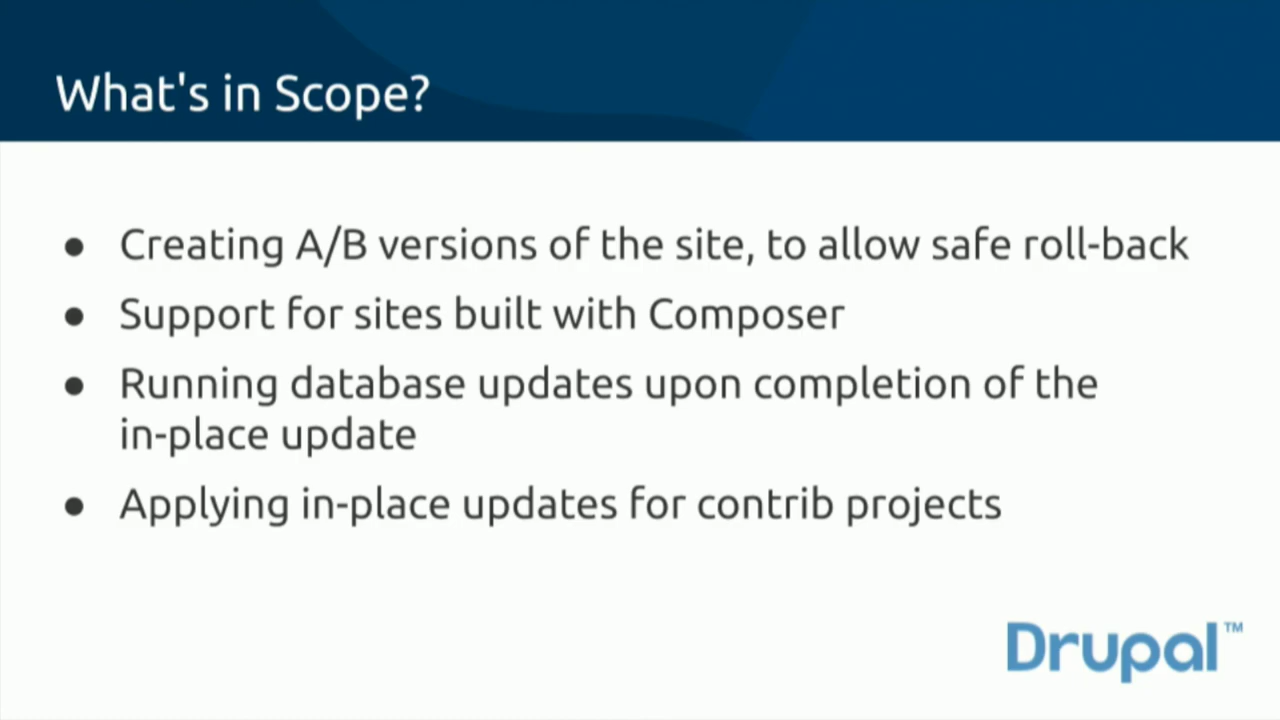 What's in Scope?
● Creating A/B versions of the site, to allow safe roll-back
● Support for sites built with Composer
● Running database updates upon completion of the
in-place update
● Applying in-place updates for contrib projects
Drupal™